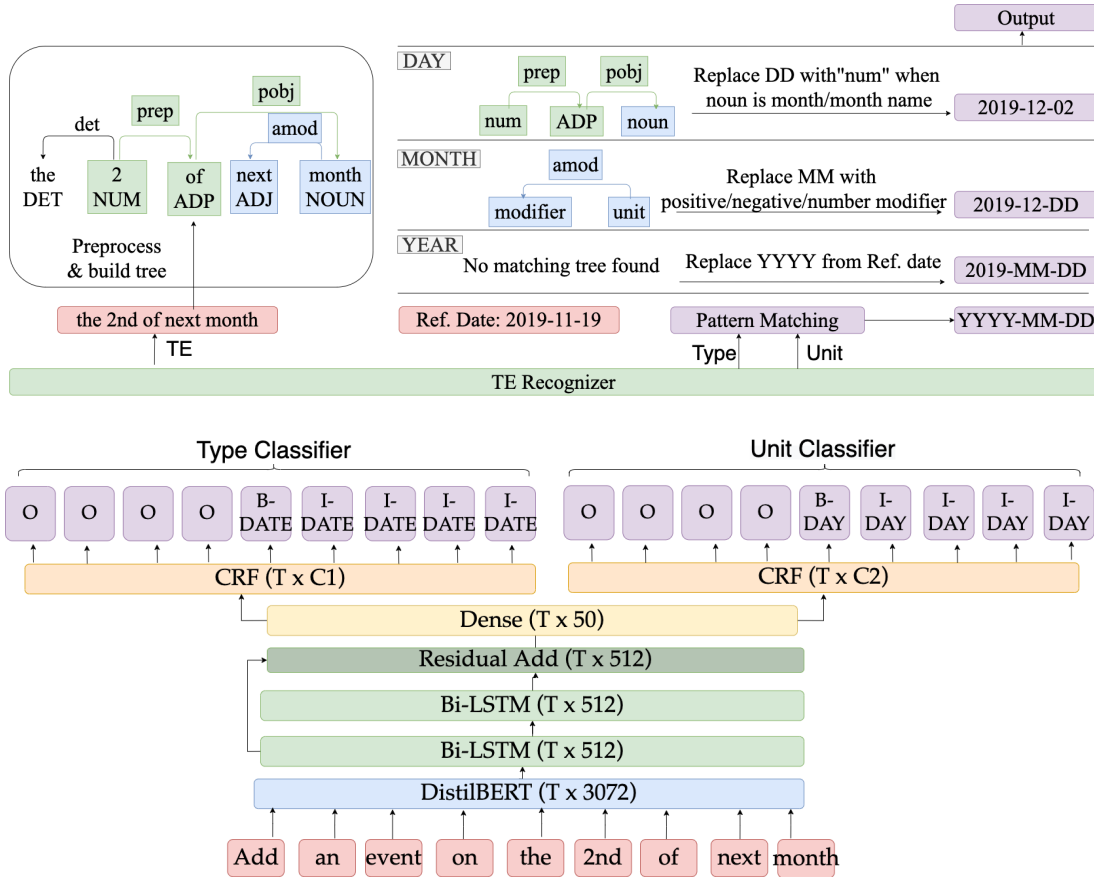 Output
DAY
prep
pobj
num
ADP
noun
Replace DD with"num" when
noun is month/month name
2019-12-02
pobj
prep
amod
det
the
DET
2
NUM
of
ADP
next
ADJ
month
NOUN
MONTH
amod
modifier
unit
Replace MM with
positive/negative/number modifier
2019-12-DD
Preprocess
& build tree
YEAR
No matching tree found
Replace YYYY from Ref. date
2019-MM-DD
the 2nd of next month
Ref. Date: 2019-11-19
Pattern Matching
YYYY-MM-DD
TE
Type
Unit
TE Recognizer
Type Classifier
Unit Classifier
O
O
O
O
B-
DATE
I-
DATE
I-
DATE
I-
DATE
I-
DATE
O
O
O
O
B-
DAY
I-
DAY
I-
DAY
I-
DAY
I-
DAY
CRF (T x C1)
CRF (T x C2)
Dense (T x 50)
Residual Add (T x 512)
Bi-LSTM (T x 512)
Bi-LSTM (T x 512)
DistilBERT (T x 3072)
Add
an
event
on
the
2nd
of
next
month